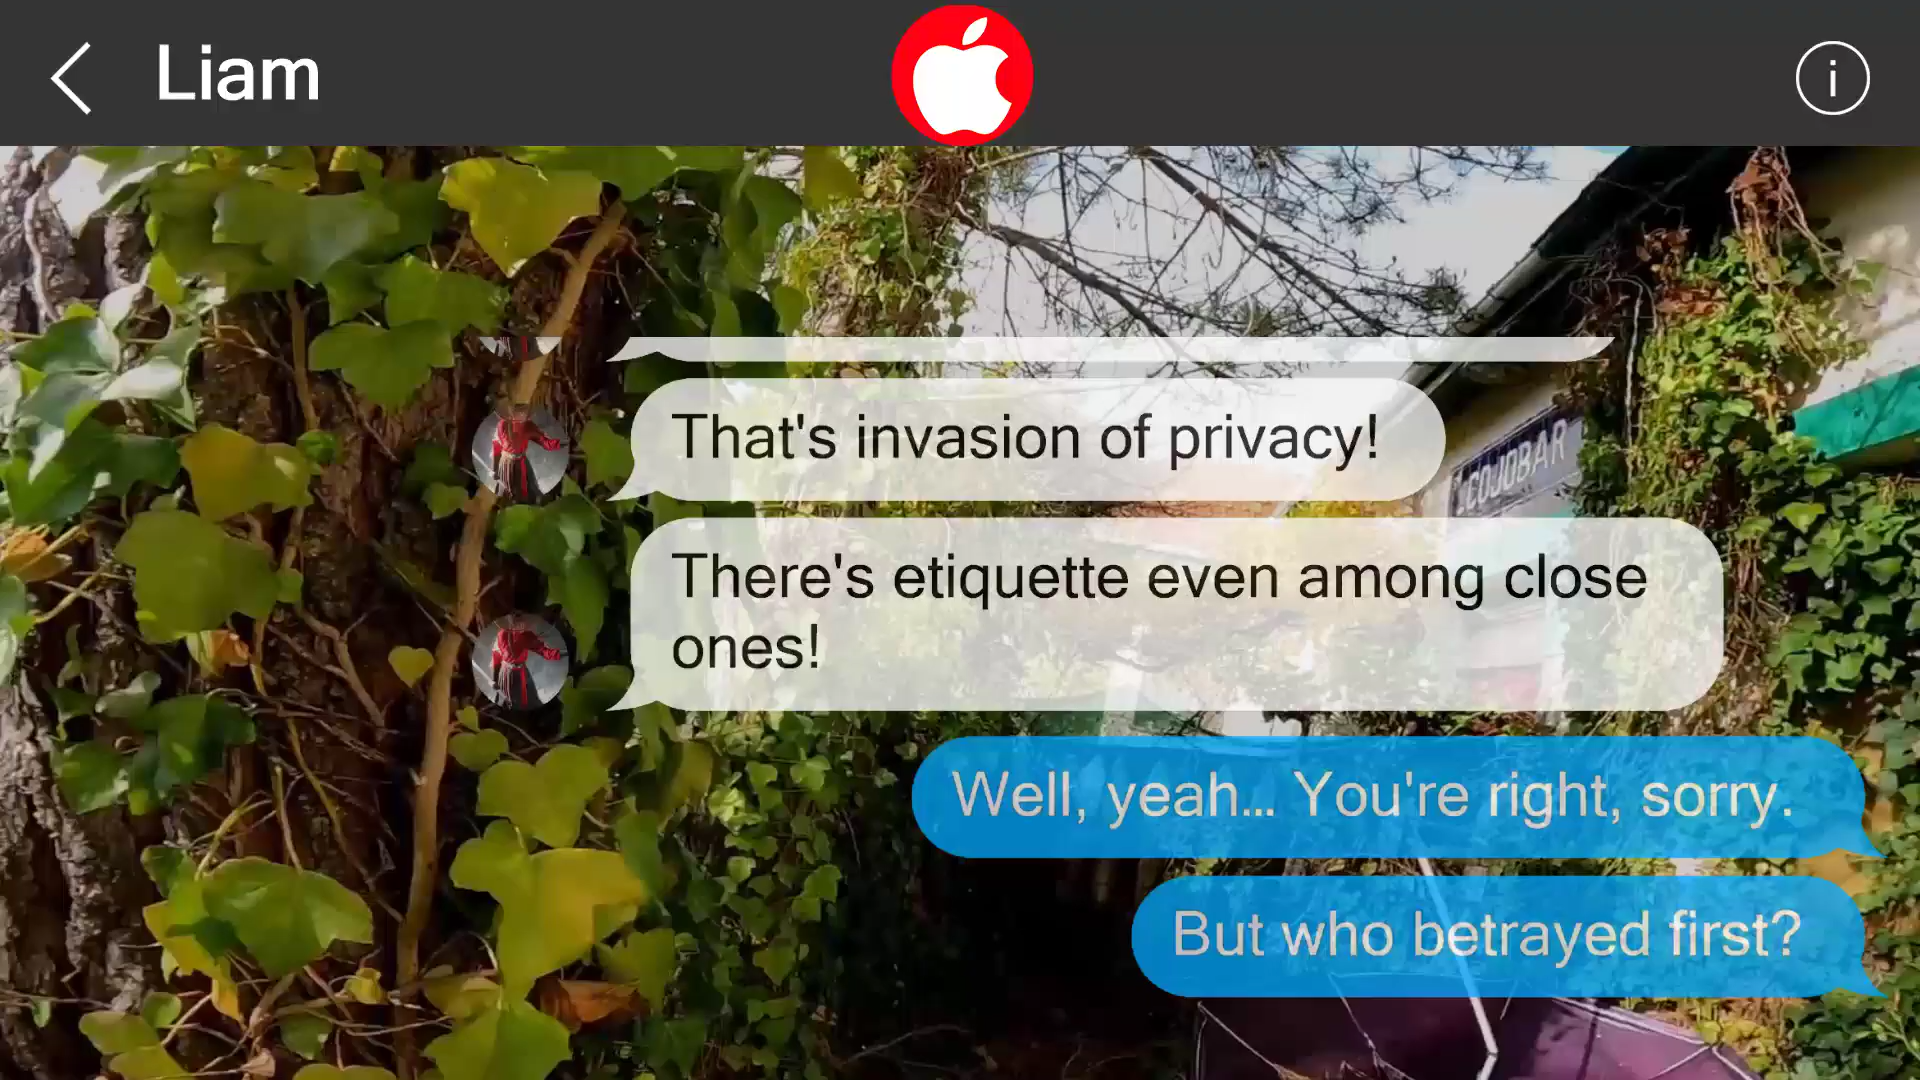 Liam
That's invasion of privacy!
There's etiquette even among close
ones!
COJOBAR
Well, yeah... You're right, sorry.
But who betrayed first?